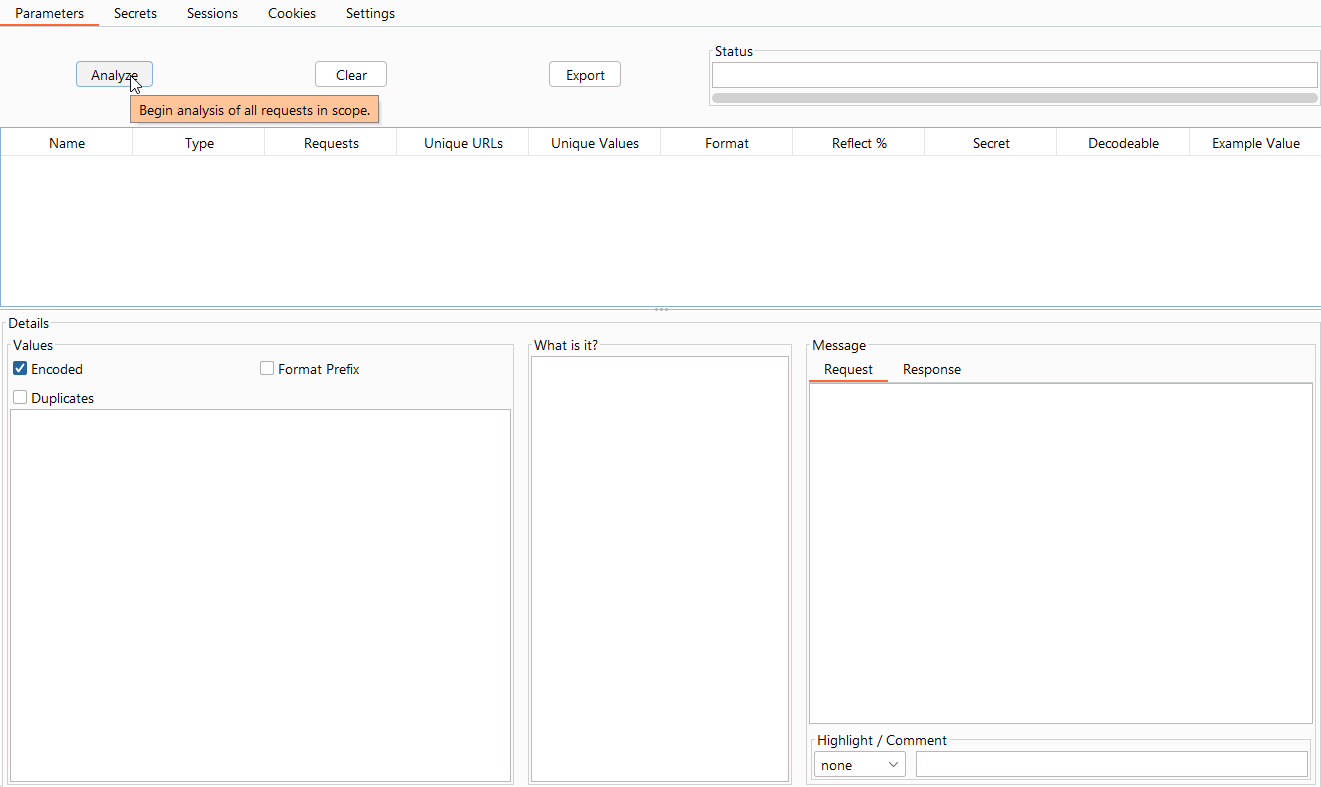 Parameters Secrets Sessions Cookies Settings
Status
Analyze Clear Export
Begin analysis of all requests in scope.
Name Type Requests Unique URLs Unique Values Format Reflect % Secret Decodeable Example Value
Details
Values What is it? Message
Encoded Format Prefix Request Response
Duplicates
Highlight / Comment
none